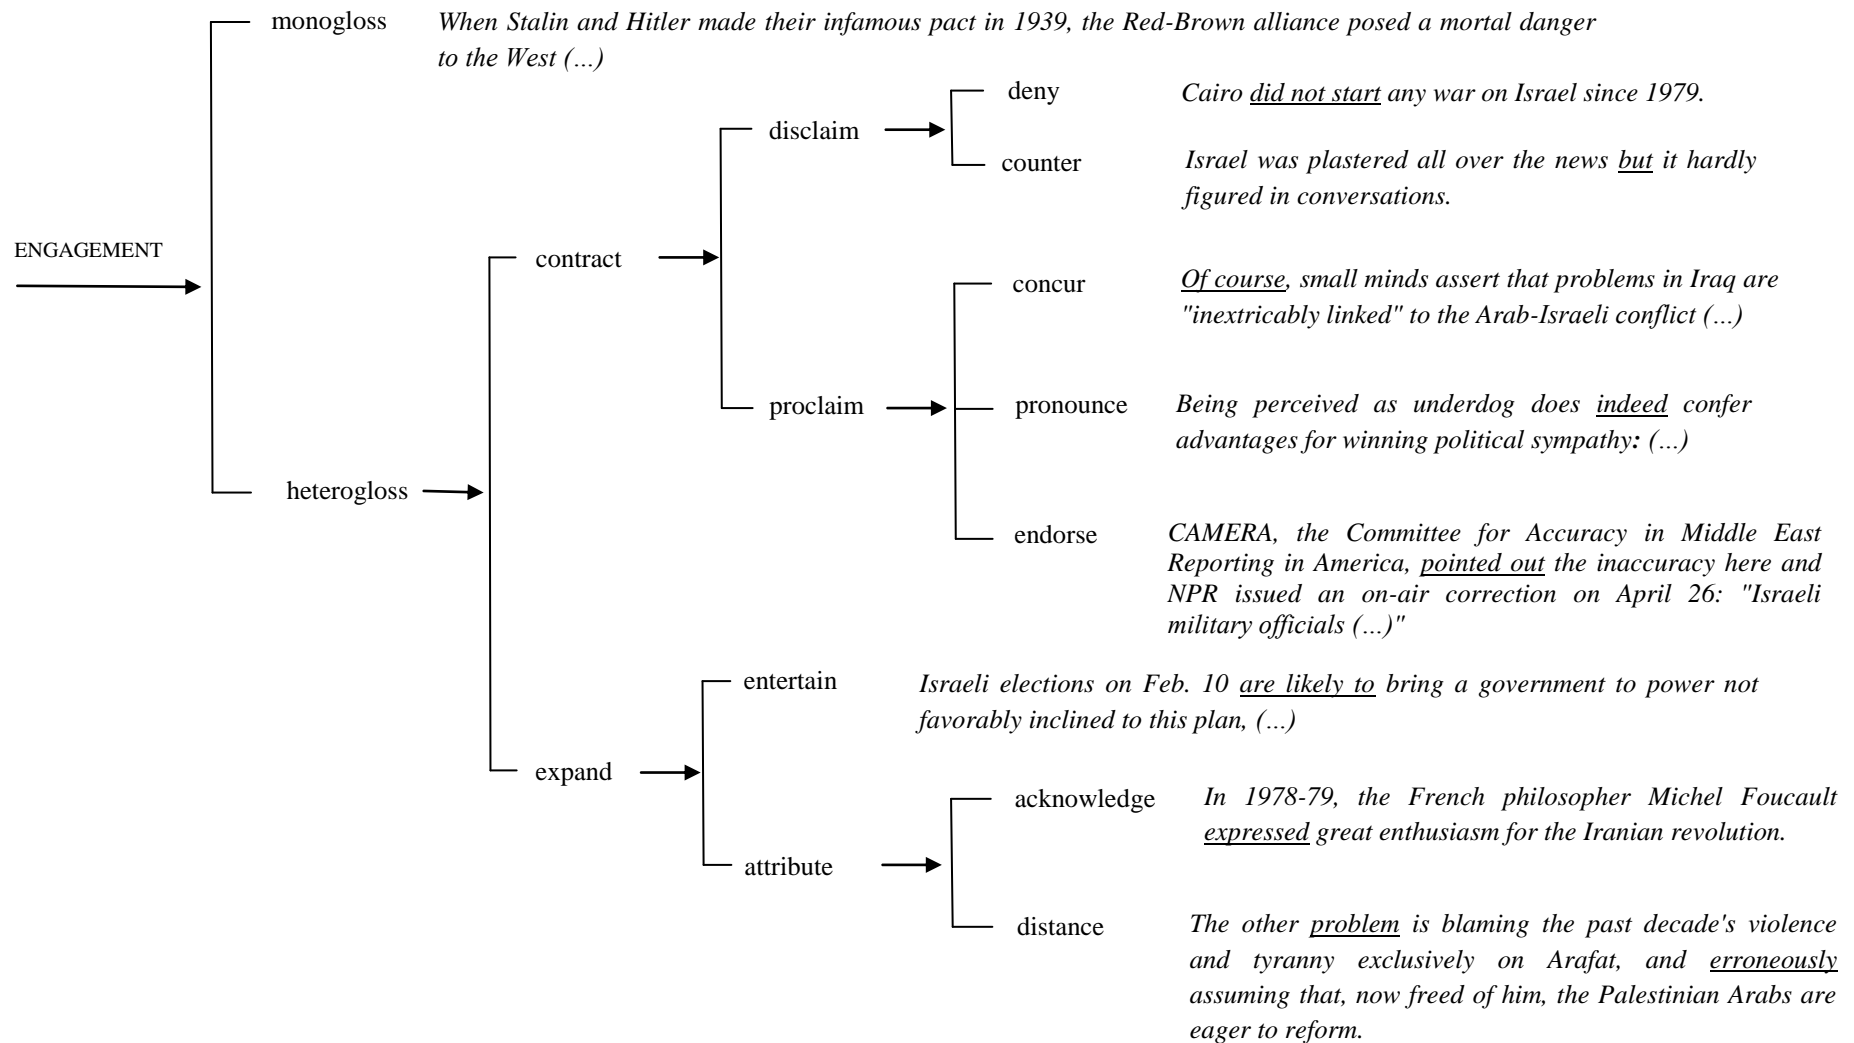 monogloss
When Stalin and Hitler made their infamous pact in 1939, the Red-Brown alliance posed a mortal danger
to the West (…)
deny
Cairo did not start any war on Israel since 1979.
disclaim
counter
Israel was plastered all over the news but it hardly
figured in conversations.
ENGAGEMENT
contract
concur
Of course, small minds assert that problems in Iraq are
"inextricably linked" to the Arab-Israeli conflict (…)
proclaim
pronounce
Being perceived as underdog does indeed confer
advantages for winning political sympathy: (…)
heterogloss
endorse
CAMERA, the Committee for Accuracy in Middle East
Reporting in America, pointed out the inaccuracy here and
NPR issued an on-air correction on April 26: "Israeli
military officials (…)"
entertain
Israeli elections on Feb. 10 are likely to bring a government to power not
favorably inclined to this plan, (…)
expand
acknowledge
In 1978-79, the French philosopher Michel Foucault
expressed great enthusiasm for the Iranian revolution.
attribute
distance
The other problem is blaming the past decade's violence
and tyranny exclusively on Arafat, and erroneously
assuming that, now freed of him, the Palestinian Arabs are
eager to reform.